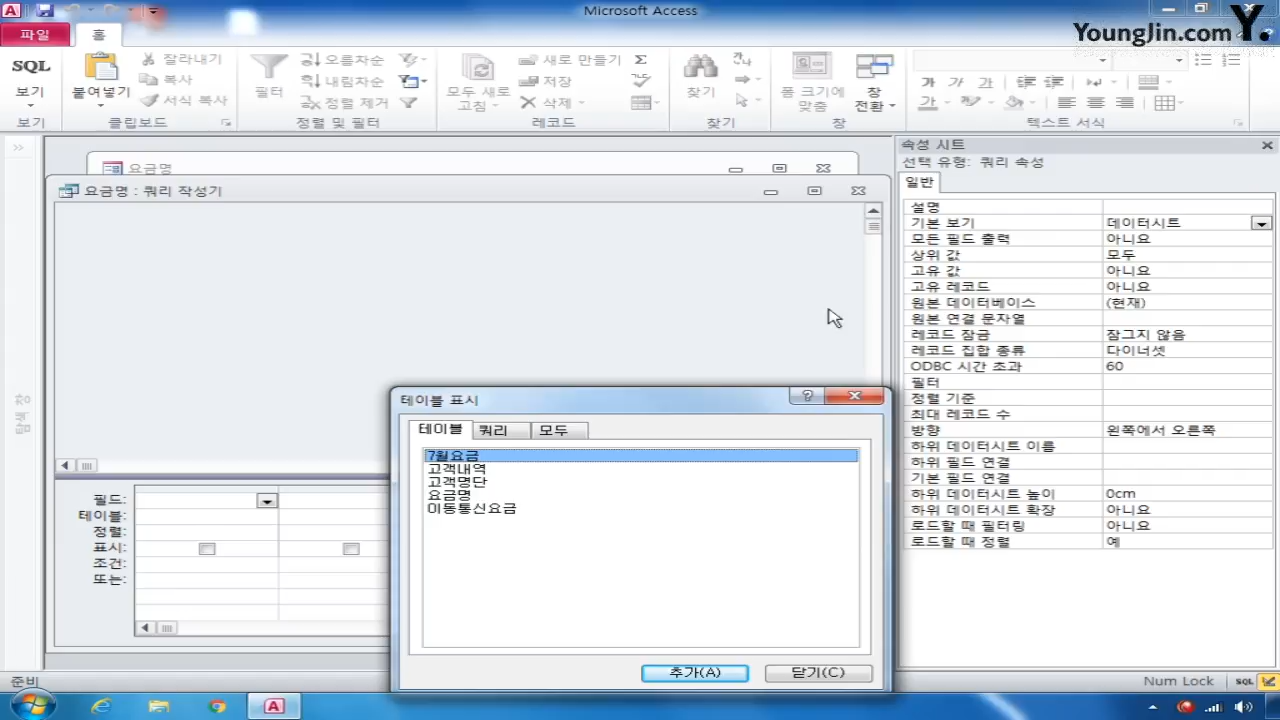 Microsoft Access
YoungJin.com Y.
파일
홈
SQL
보기
보기
붙여넣기
잘라내기
복사
서식 복사
클립보드
필터
오름차순
내림차순
정렬 제거
정렬 및 필터
모두 새로
고침
새로 만들기
저장
삭제
레코드
찾기
찾기
폼 크기에
맞춤
창
전환
창
가
가
가
가
텍스트 서식
요금명
요금명 : 쿼리 작성기
탐색 창
필드:
테이블:
정렬:
표시:
조건:
또는:
테이블 표시
테이블
쿼리
모두
7월요금
고객내역
고객명단
요금명
이동통신요금
추가(A)
닫기(C)
속성 시트
선택 유형: 쿼리 속성
일반
설명
기본 보기 데이터시트
모든 필드 출력 아니요
상위 값 모두
고유 값 아니요
고유 레코드 아니요
원본 데이터베이스 (현재)
원본 연결 문자열
레코드 잠금 잠그지 않음
레코드 집합 종류 다이너셋
ODBC 시간 초과 60
필터
정렬 기준
최대 레코드 수
방향 왼쪽에서 오른쪽
하위 데이터시트 이름
하위 필드 연결
기본 필드 연결
하위 데이터시트 높이 0cm
하위 데이터시트 확장 아니요
로드할 때 필터링 아니요
로드할 때 정렬 예
준비
Num Lock
SQL